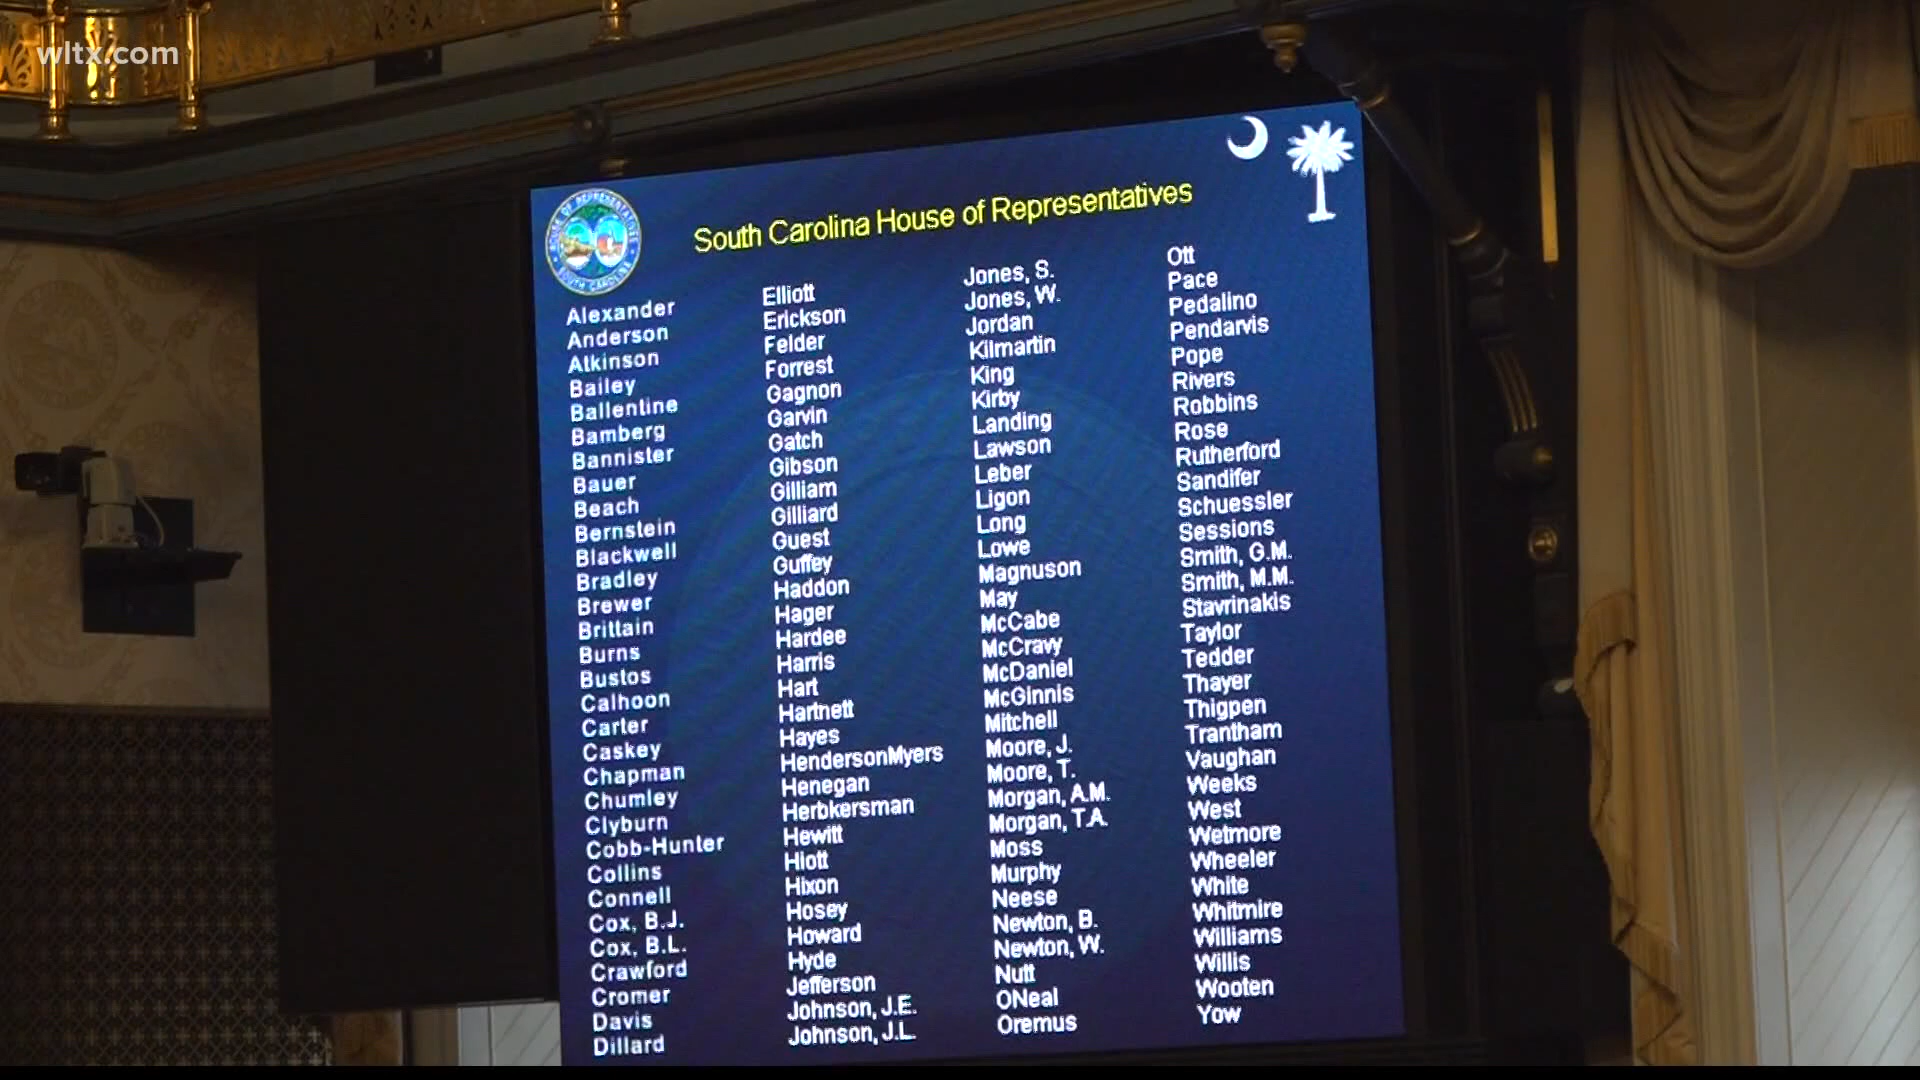 wltx.com
HOUSE OF REPRESENTATIVES
SOUTH CAROLINA
South Carolina House of Representatives
Alexander
Anderson
Atkinson
Bailey
Ballentine
Bamberg
Bannister
Bauer
Beach
Bernstein
Blackwell
Bradley
Brewer
Brittain
Burns
Bustos
Calhoon
Carter
Caskey
Chapman
Chumley
Clyburn
Cobb-Hunter
Collins
Connell
Cox, B.J.
Cox, B.L.
Crawford
Cromer
Davis
Dillard
Elliott
Erickson
Felder
Forrest
Gagnon
Garvin
Gatch
Gibson
Gilliam
Gilliard
Guest
Guffey
Haddon
Hager
Hardee
Harris
Hart
Hartnett
Hayes
HendersonMyers
Henegan
Herbkersman
Hewitt
Hiott
Hixon
Hosey
Howard
Hyde
Jefferson
Johnson, J.E.
Johnson, J.L.
Jones, S.
Jones, W.
Jordan
Kilmartin
King
Kirby
Landing
Lawson
Leber
Ligon
Long
Lowe
Magnuson
May
McCabe
McCravy
McDaniel
McGinnis
Mitchell
Moore, J.
Moore, T.
Morgan, A.M.
Morgan, T.A.
Moss
Murphy
Neese
Newton, B.
Newton, W.
Nutt
ONeal
Oremus
Ott
Pace
Pedalino
Pendarvis
Pope
Rivers
Robbins
Rose
Rutherford
Sandifer
Schuessler
Sessions
Smith, G.M.
Smith, M.M.
Stavrinakis
Taylor
Tedder
Thayer
Thigpen
Trantham
Vaughan
Weeks
West
Wetmore
Wheeler
White
Whitmire
Williams
Willis
Wooten
Yow